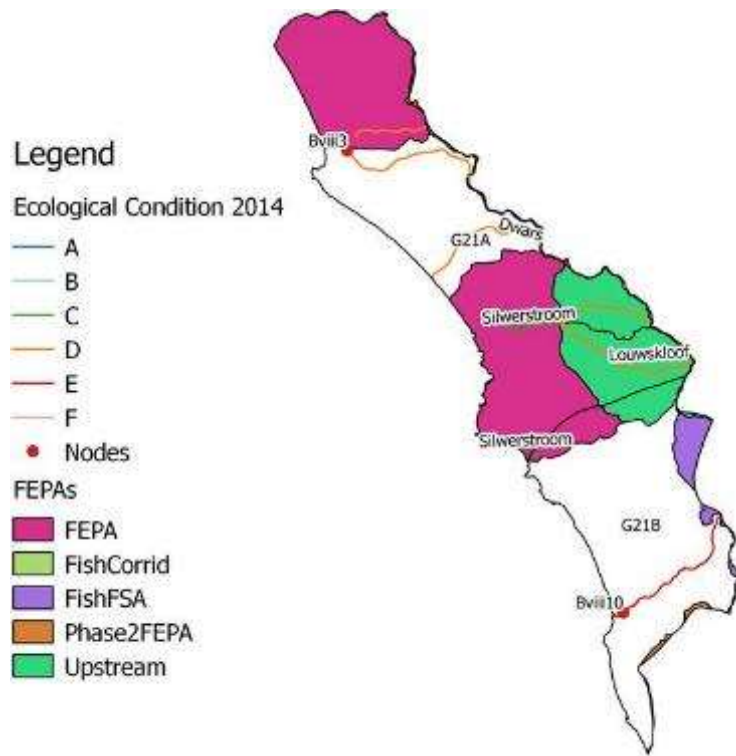 Legend
Ecological Condition 2014
A
B
C
D
E
F
Nodes
FEPAs
FEPA
FishCorrid
FishFSA
Phase2FEPA
Upstream
Bviii3
Dwars
G21A
Silwerstroom
Louwskloof
Silwerstroom
G21B
Bviii10